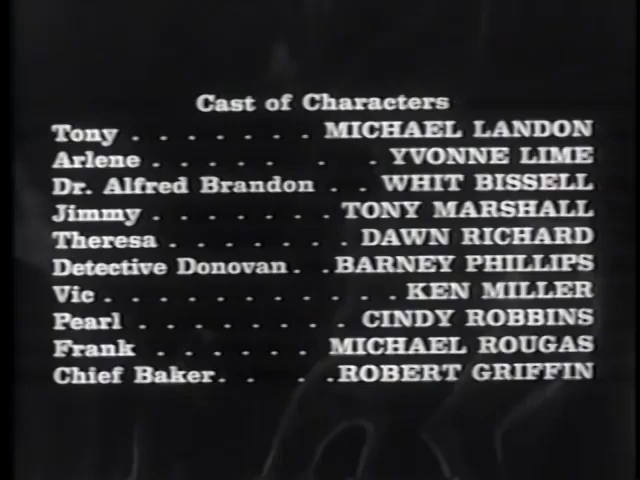 Cast of Characters
Tony . . . . . . . MICHAEL LANDON
Arlene . . . . . . . YVONNE LIME
Dr. Alfred Brandon . . WHIT BISSELL
Jimmy . . . . . . . TONY MARSHALL
Theresa . . . . . . . DAWN RICHARD
Detective Donovan. . BARNEY PHILLIPS
Vic . . . . . . . . . . . KEN MILLER
Pearl . . . . . . . . CINDY ROBBINS
Frank . . . . . . MICHAEL ROUGAS
Chief Baker. . . . . ROBERT GRIFFIN